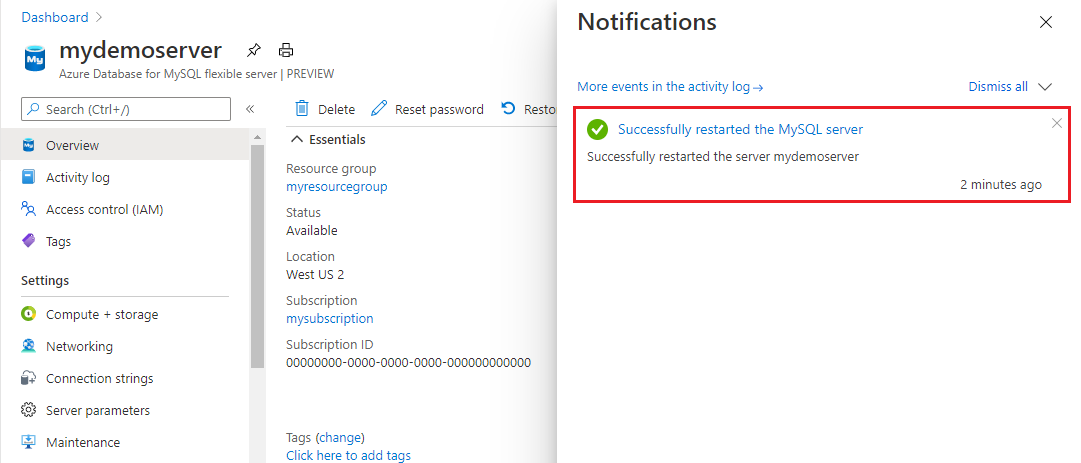 Dashboard
mydemoserver
Azure Database for MySQL flexible server | PREVIEW
Search (Ctrl+/)
Overview
Activity log
Access control (IAM)
Tags
Settings
Compute + storage
Networking
Connection strings
Server parameters
Maintenance
Delete Reset password Resto
Essentials
Resource group
myresourcegroup
Status
Available
Location
West US 2
Subscription
mysubscription
Subscription ID
00000000-0000-0000-0000-000000000000
Tags (change)
Click here to add tags
Notifications
More events in the activity log → Dismiss all
Successfully restarted the MySQL server
Successfully restarted the server mydemoserver
2 minutes ago